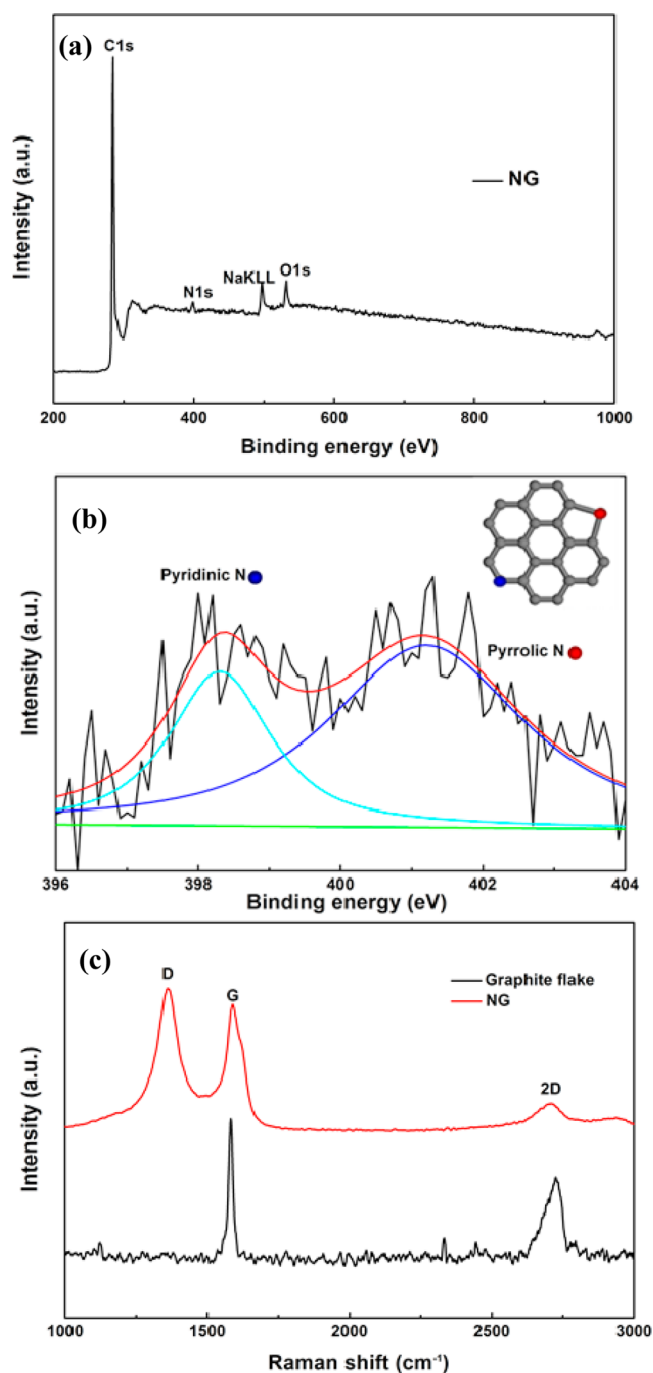 (a)
C1s
NG
NaKLL
O1s
N1s
Intensity (a.u.)
200
400
600
800
1000
Binding energy (eV)
(b)
Pyridinic N
Pyrrolic N
Intensity (a.u.)
396
398
400
402
404
Binding energy (eV)
(c)
D
G
Graphite flake
NG
2D
Intensity (a.u.)
1000
1500
2000
2500
3000
Raman shift (cm⁻¹)